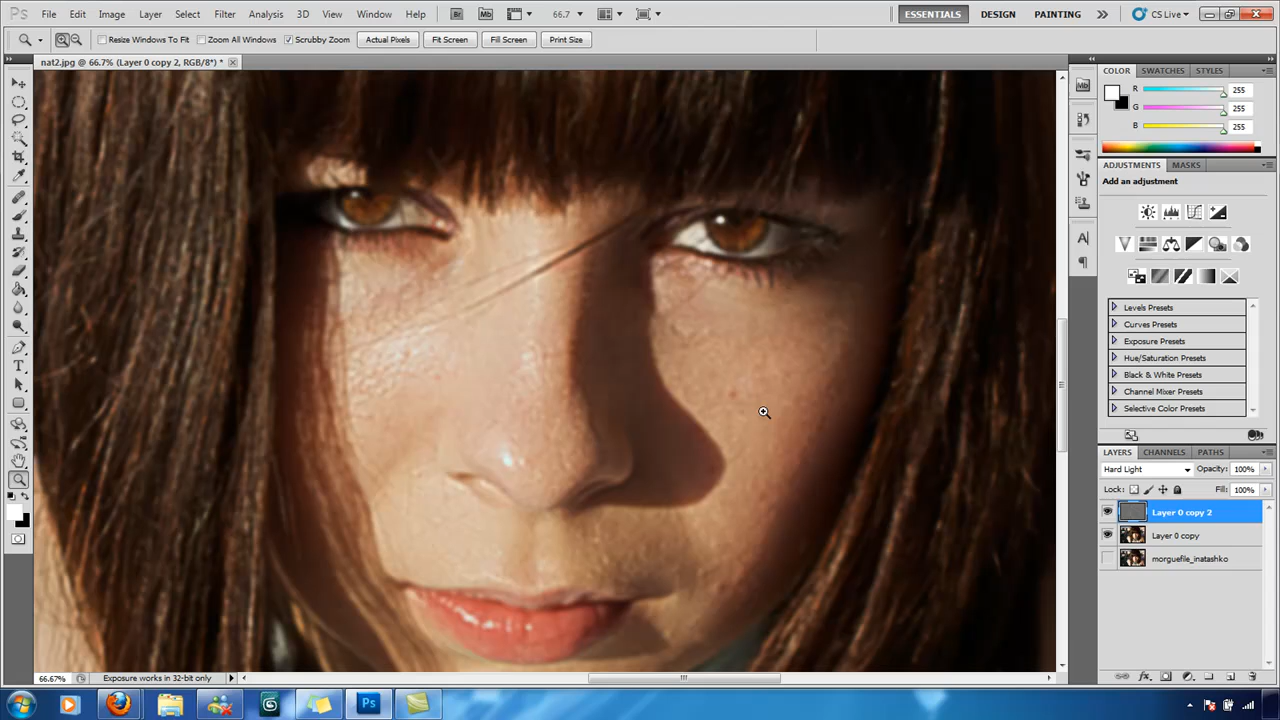 Ps File Edit Image Layer Select Filter Analysis 3D View Window Help Br Mb 66.7 ESSENTIALS DESIGN PAINTING CS Live
Resize Windows To Fit Zoom All Windows Scrubby Zoom Actual Pixels Fit Screen Fill Screen Print Size
nat2.jpg @ 66.7% (Layer 0 copy 2, RGB/8*) *
COLOR SWATCHES STYLES
R 255
G 255
B 255
ADJUSTMENTS MASKS
Add an adjustment
Levels Presets
Curves Presets
Exposure Presets
Hue/Saturation Presets
Black & White Presets
Channel Mixer Presets
Selective Color Presets
LAYERS CHANNELS PATHS
Hard Light Opacity: 100%
Lock: Fill: 100%
Layer 0 copy 2
Layer 0 copy
morguefile_inatashko
66.67% Exposure works in 32-bit only
Ps